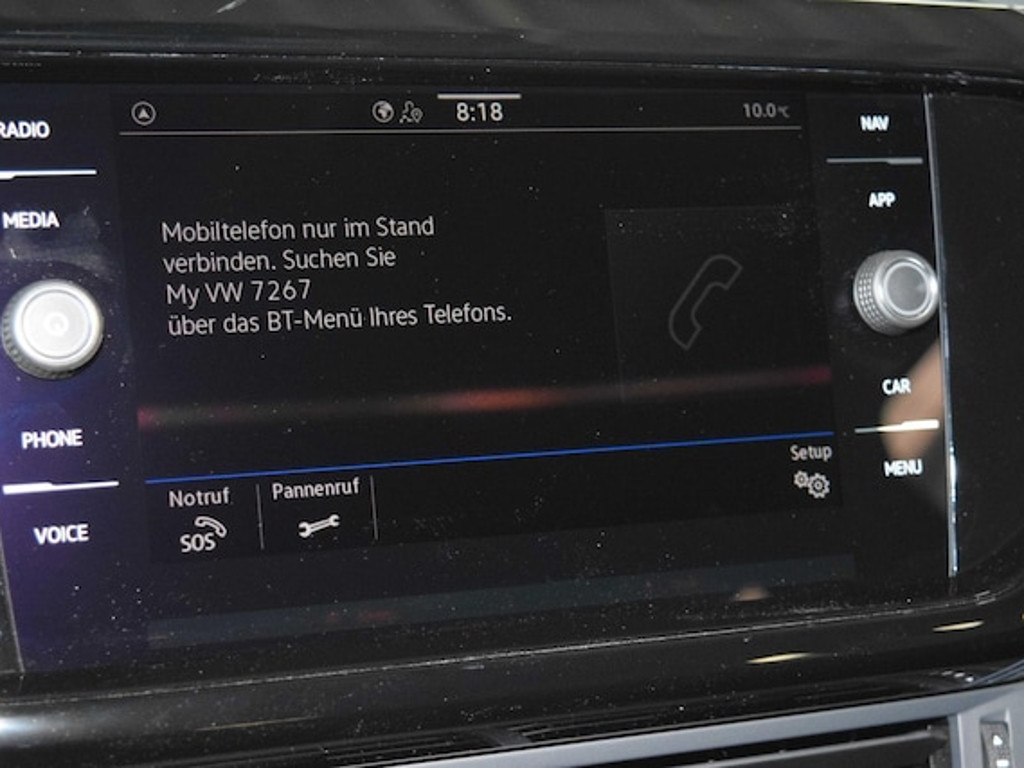 RADIO
MEDIA
PHONE
VOICE
8:18
10.0°C
Mobiltelefon nur im Stand
verbinden. Suchen Sie
My VW 7267
über das BT-Menü Ihres Telefons.
Notruf
SOS
Pannenruf
Setup
NAV
APP
CAR
MENU